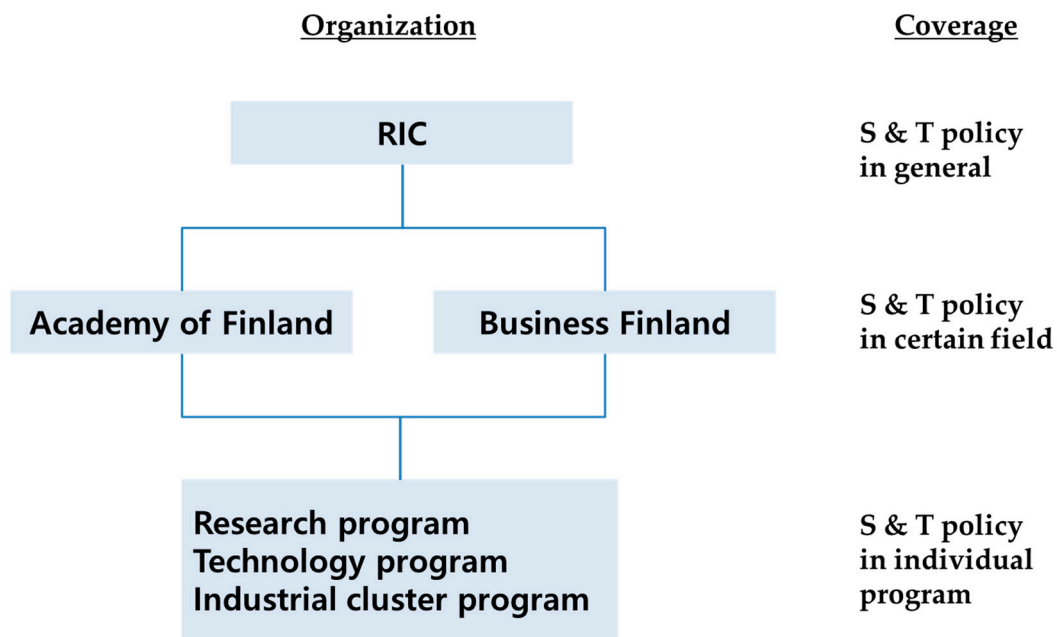 Organization
Coverage
RIC
S & T policy
in general
Academy of Finland
Business Finland
S & T policy
in certain field
Research program
Technology program
Industrial cluster program
S & T policy
in individual
program